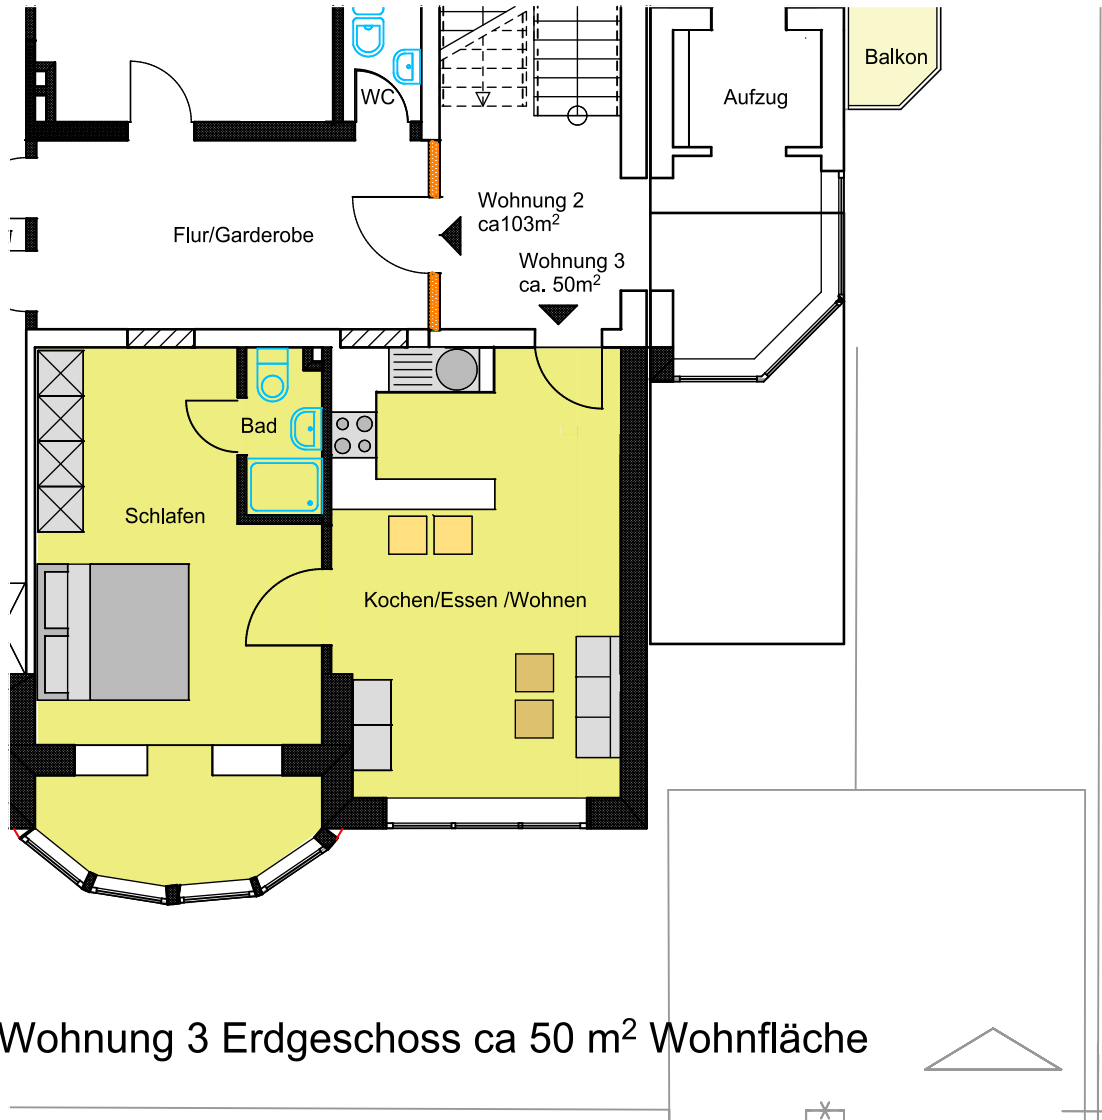 Balkon
WC
Aufzug
Wohnung 2
ca103m²
Flur/Garderobe
Wohnung 3
ca. 50m²
Bad
Schlafen
Kochen/Essen /Wohnen
Wohnung 3 Erdgeschoss ca 50 m² Wohnfläche